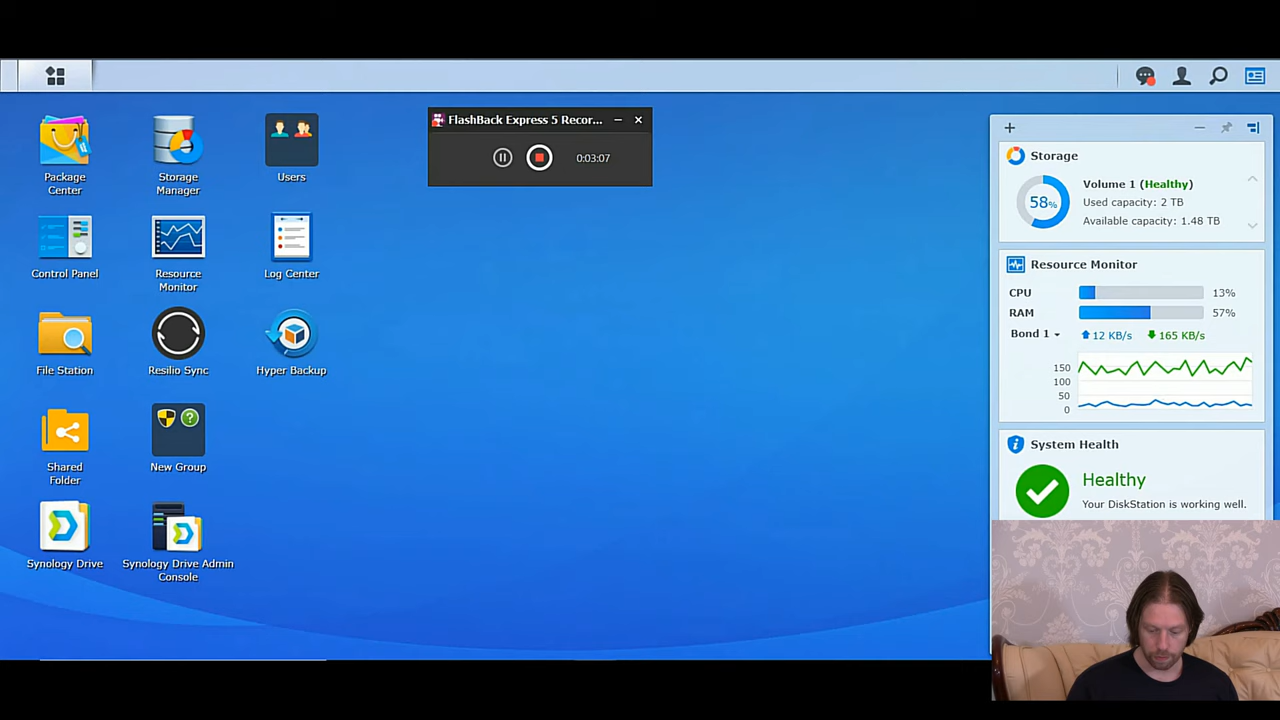 FlashBack Express 5 Recor...
0:03:07
Package
Center
Storage
Manager
Users
Control Panel
Resource
Monitor
Log Center
File Station
Resilio Sync
Hyper Backup
Shared
Folder
New Group
Synology Drive
Synology Drive Admin
Console
Storage
58%
Volume 1 (Healthy)
Used capacity: 2 TB
Available capacity: 1.48 TB
Resource Monitor
CPU 13%
RAM 57%
Bond 1 12 KB/s 165 KB/s
150
100
50
0
System Health
Healthy
Your DiskStation is working well.